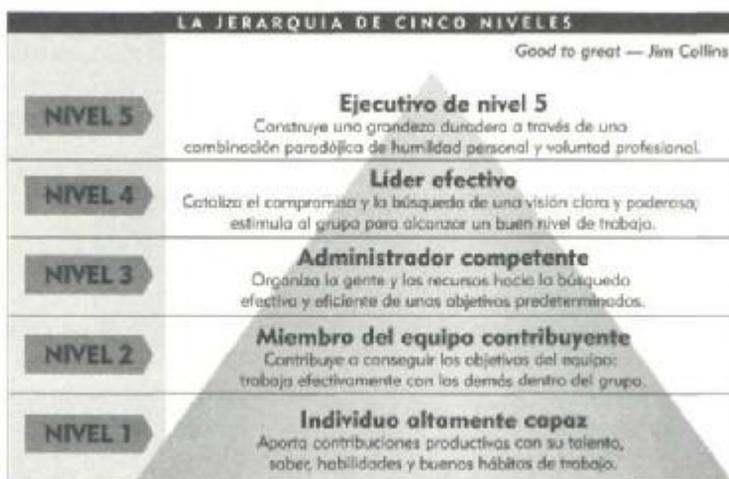 LA JERARQUIA DE CINCO NIVELES
Good to great — Jim Collins
NIVEL 5
Ejecutivo de nivel 5
Construye una grandeza duradera a través de una
combinación paradójica de humildad personal y voluntad profesional.
NIVEL 4
Líder efectivo
Cataliza el compromiso y la búsqueda de una visión clara y poderosa;
estimula al grupo para alcanzar un buen nivel de trabajo.
NIVEL 3
Administrador competente
Organiza la gente y los recursos hacia la búsqueda
efectiva y eficiente de unos objetivos predeterminados.
NIVEL 2
Miembro del equipo contribuyente
Contribuye a conseguir los objetivos del equipo:
trabaja efectivamente con los demás dentro del grupo.
NIVEL 1
Individuo altamente capaz
Aporta contribuciones productivas con su talento,
saber, habilidades y buenos hábitos de trabajo.